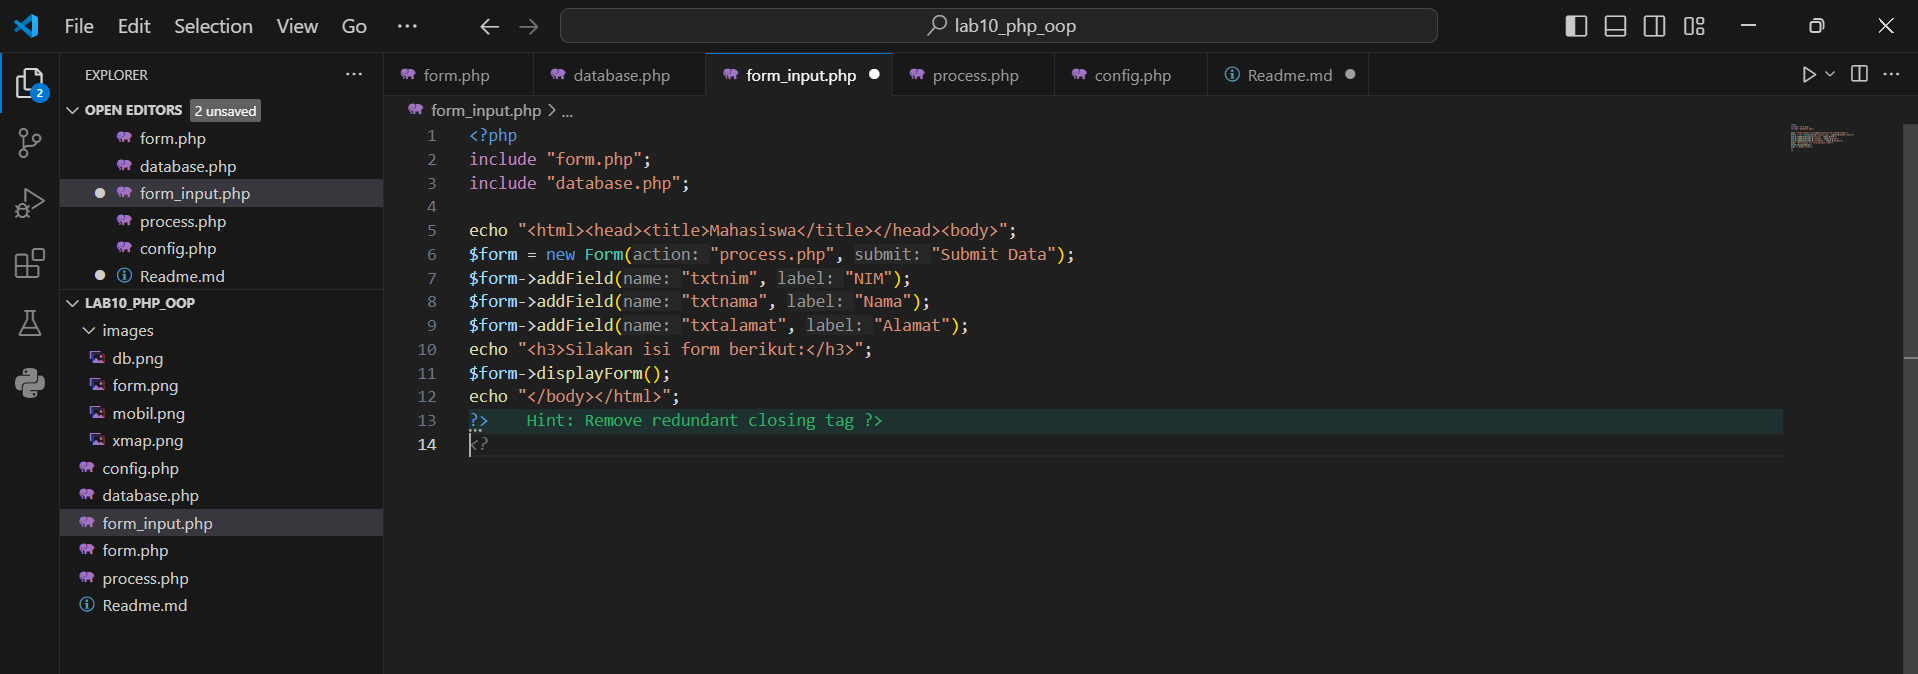 File Edit Selection View Go ··· lab10_php_oop
EXPLORER ···
OPEN EDITORS 2 unsaved
form.php
database.php
form_input.php
process.php
config.php
Readme.md
LAB10_PHP_OOP
images
db.png
form.png
mobil.png
xmap.png
config.php
database.php
form_input.php
form.php
process.php
Readme.md
2
form.php database.php form_input.php process.php config.php Readme.md
form_input.php > ...
1 <?php
2 include "form.php";
3 include "database.php";
4
5 echo "<html><head><title>Mahasiswa</title></head><body>";
6 $form = new Form(action: "process.php", submit: "Submit Data");
7 $form->addField(name: "txtnim", label: "NIM");
8 $form->addField(name: "txtnama", label: "Nama");
9 $form->addField(name: "txtalamat", label: "Alamat");
10 echo "<h3>Silakan isi form berikut:</h3>";
11 $form->displayForm();
12 echo "</body></html>";
13 ?> Hint: Remove redundant closing tag ?>
14 <?